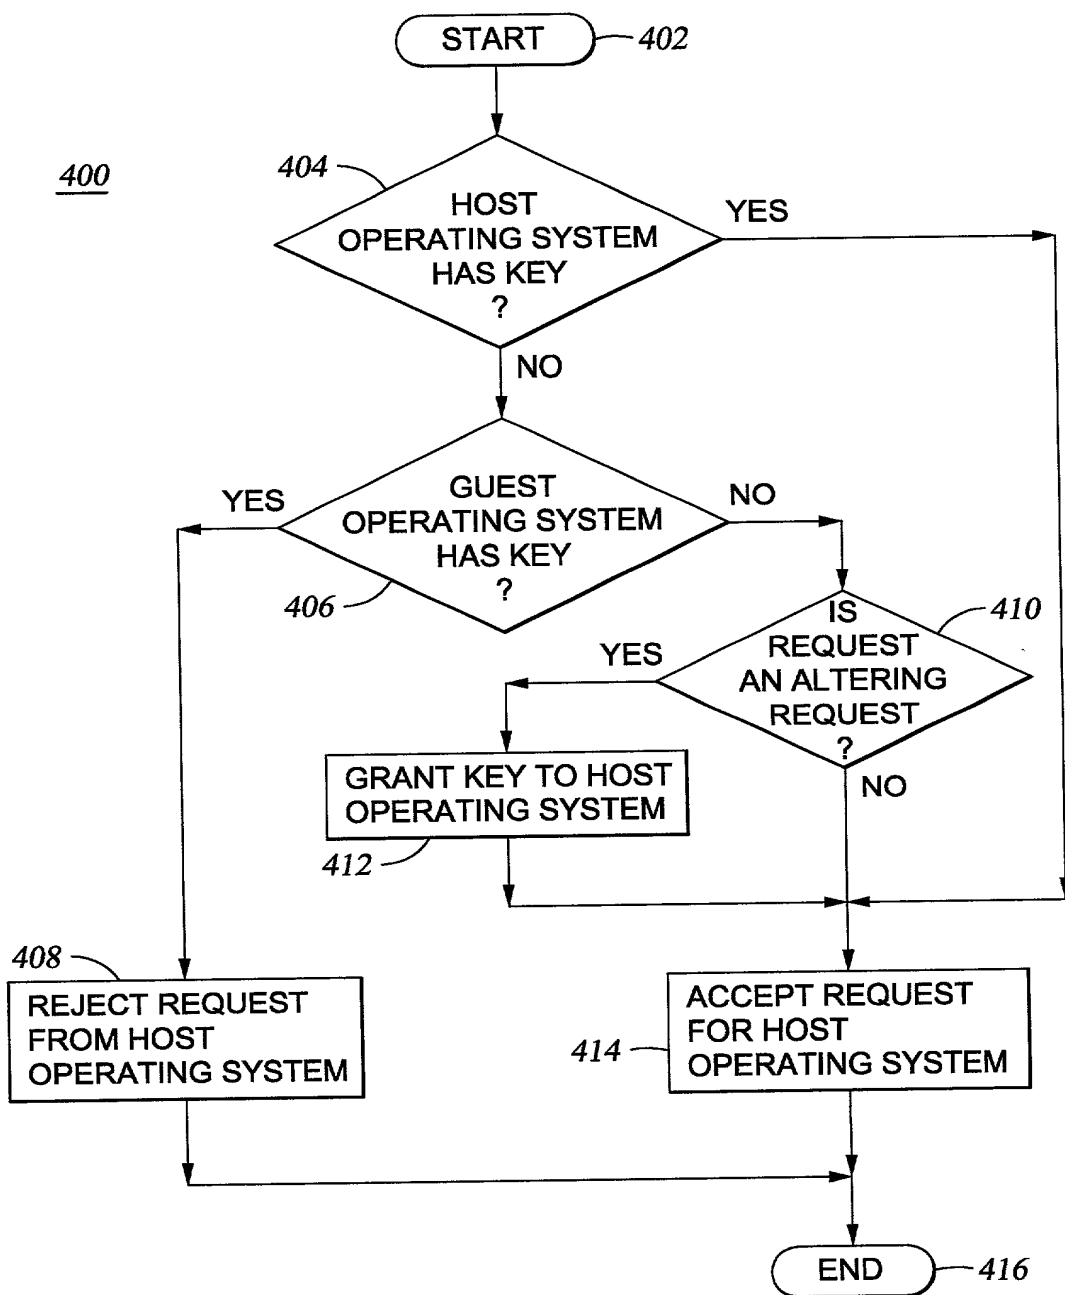 START
402
400
404
HOST
OPERATING SYSTEM
HAS KEY
?
YES
NO
GUEST
OPERATING SYSTEM
HAS KEY
?
YES
NO
406
IS
REQUEST
AN ALTERING
REQUEST
?
410
YES
NO
GRANT KEY TO HOST
OPERATING SYSTEM
412
408
REJECT REQUEST
FROM HOST
OPERATING SYSTEM
ACCEPT REQUEST
FOR HOST
OPERATING SYSTEM
414
END
416